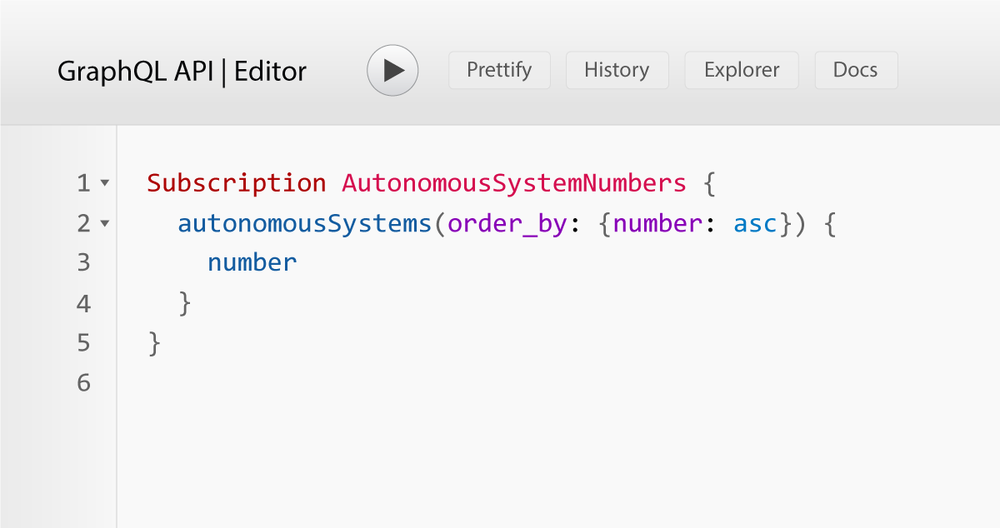 GraphQL API | Editor Prettify History Explorer Docs
1 Subscription AutonomousSystemNumbers {
2 autonomousSystems(order_by: {number: asc}) {
3 number
4 }
5 }
6